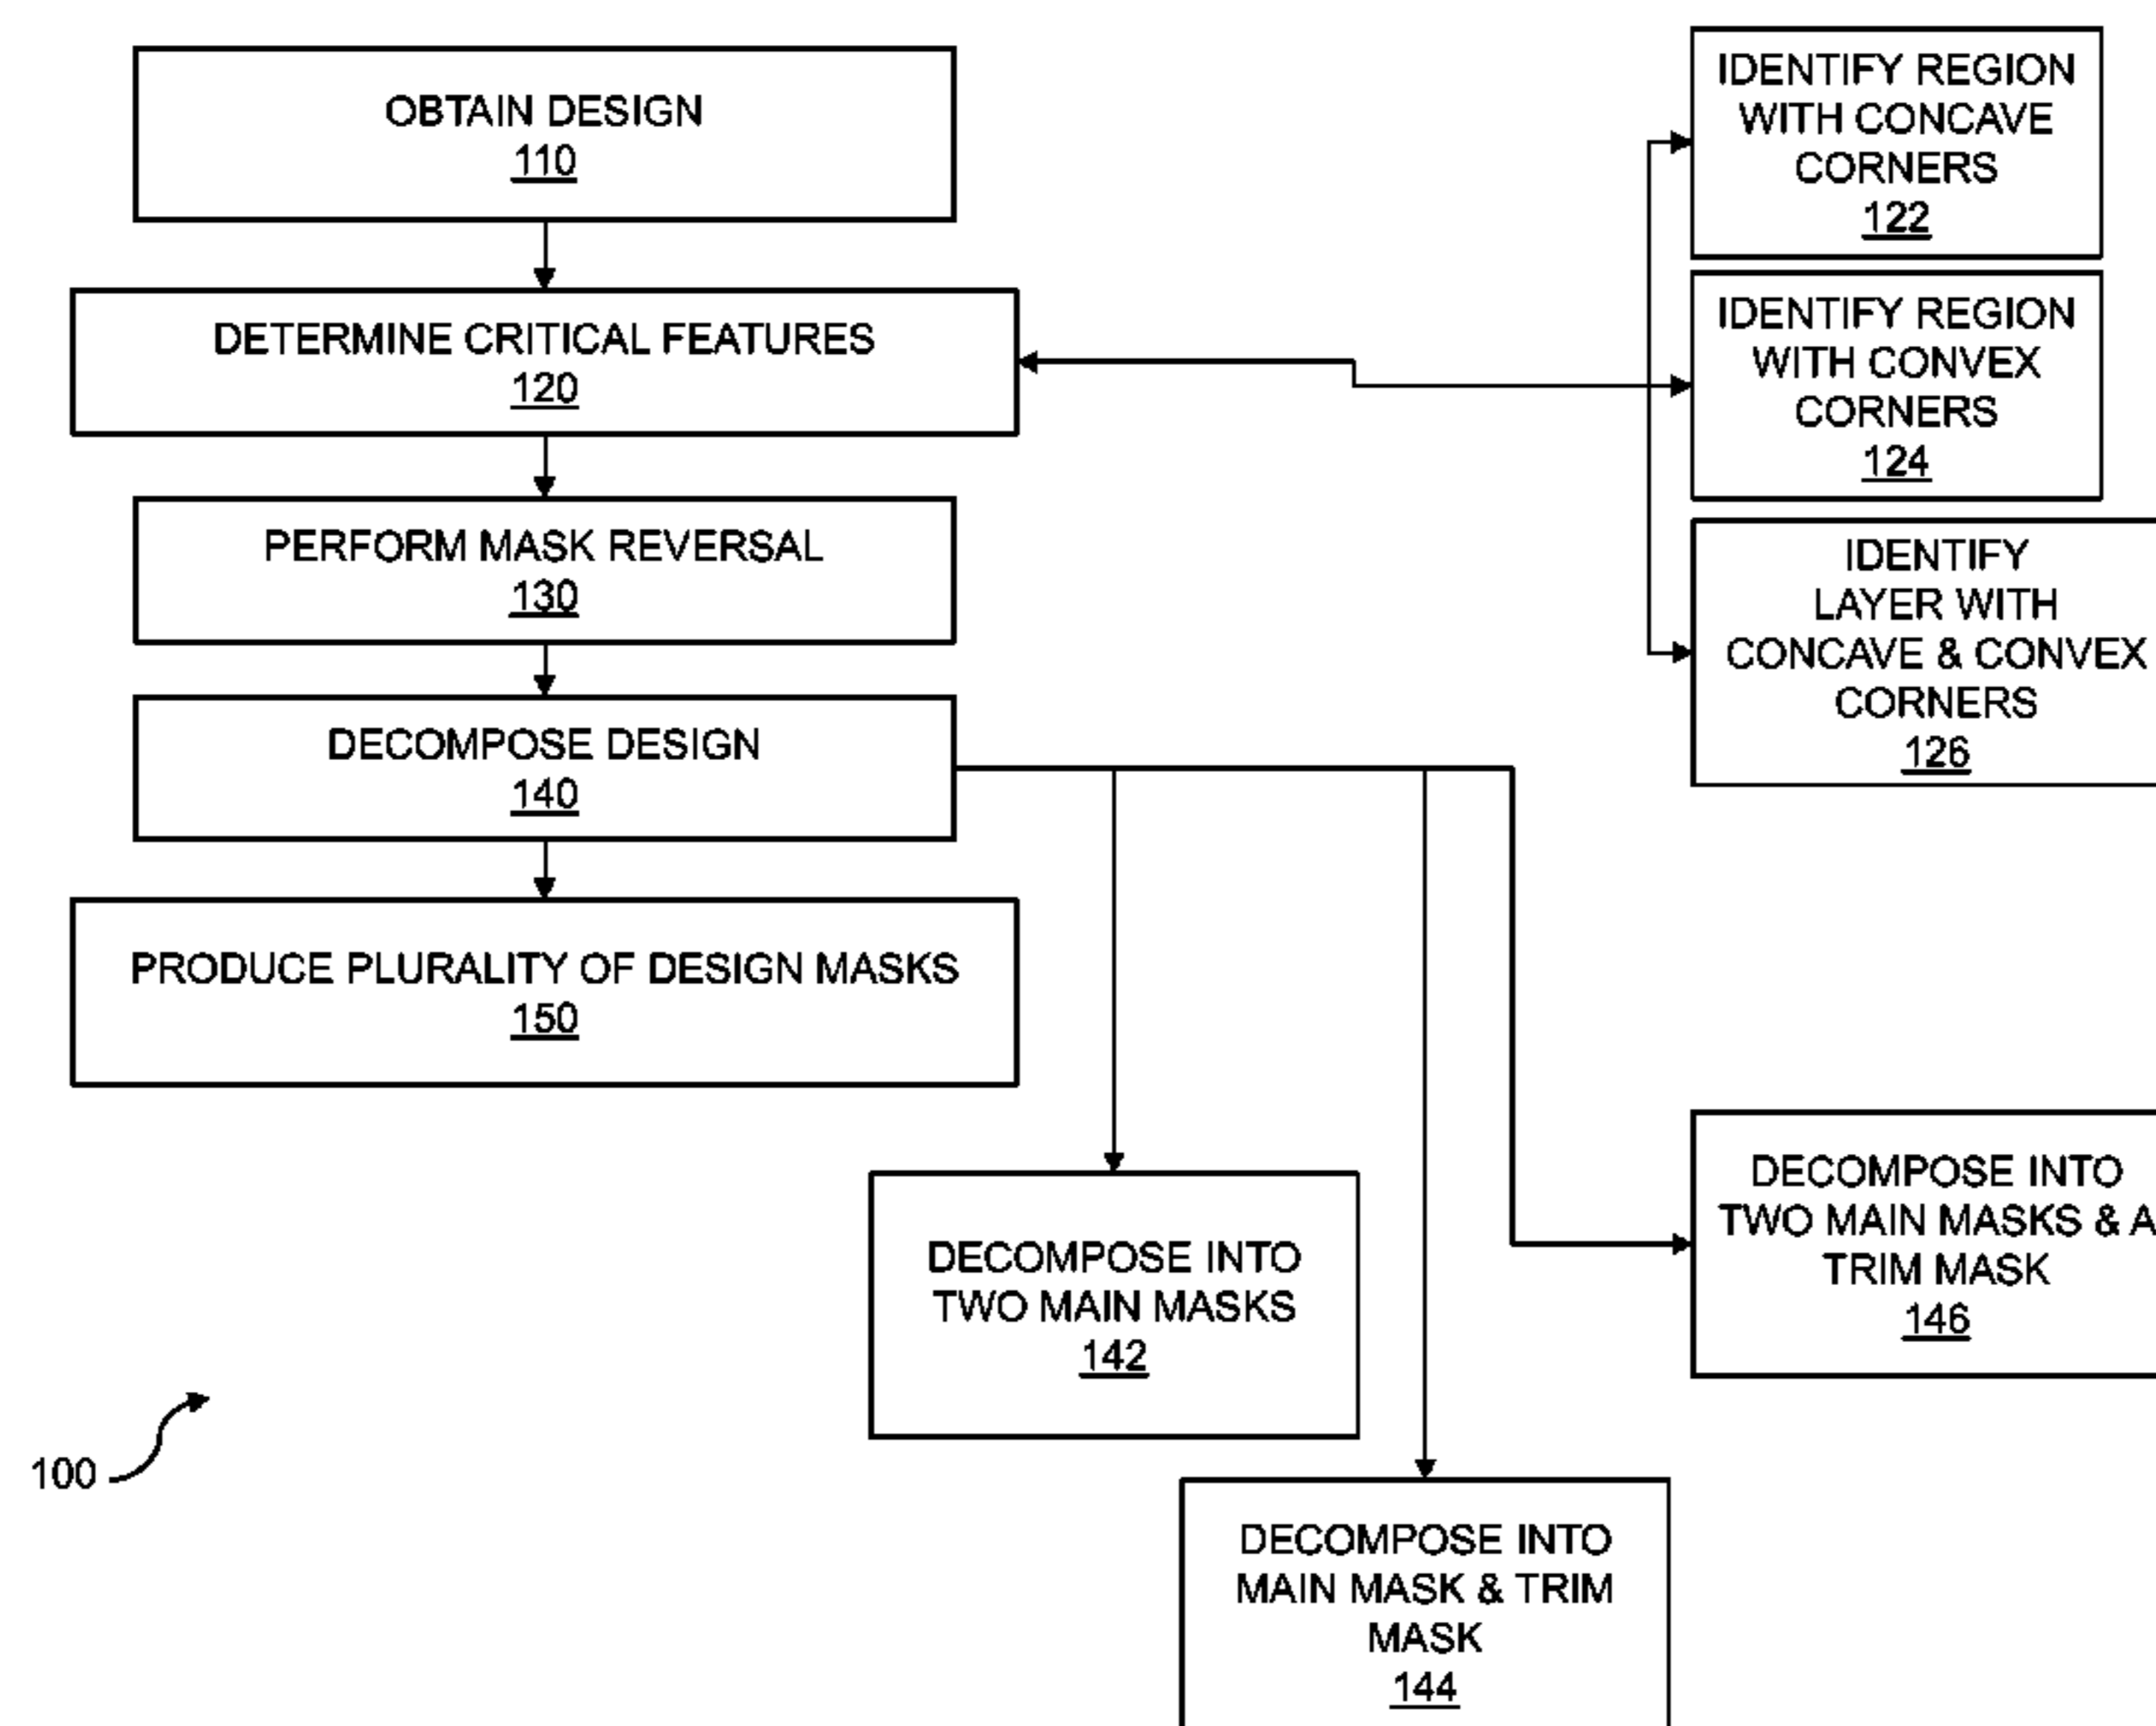 OBTAIN DESIGN
110
DETERMINE CRITICAL FEATURES
120
PERFORM MASK REVERSAL
130
DECOMPOSE DESIGN
140
PRODUCE PLURALITY OF DESIGN MASKS
150
IDENTIFY REGION
WITH CONCAVE
CORNERS
122
IDENTIFY REGION
WITH CONVEX
CORNERS
124
IDENTIFY
LAYER WITH
CONCAVE & CONVEX
CORNERS
126
DECOMPOSE INTO
TWO MAIN MASKS
142
DECOMPOSE INTO
MAIN MASK & TRIM
MASK
144
DECOMPOSE INTO
TWO MAIN MASKS & A
TRIM MASK
146
100